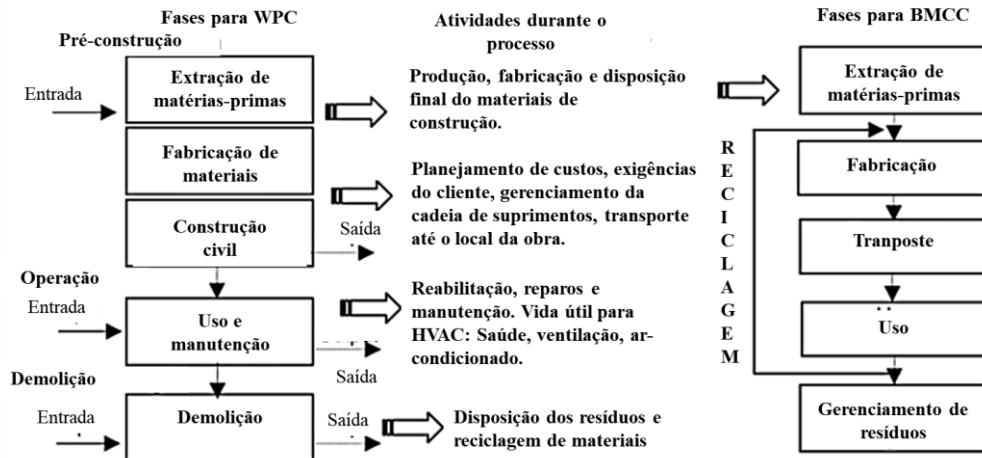 Fases para WPC
Pré-construção
Entrada
Extração de
matérias-primas
Fabricação de
materiais
Construção
civil
Saída
Operação
Entrada
Uso e
manutenção
Saída
Demolição
Entrada
Demolição
Saída
Atividades durante o
processo
Produção, fabricação e disposição
final do materiais de
construção.
Planejamento de custos, exigências
do cliente, gerenciamento da
cadeia de suprimentos, transporte
até o local da obra.
Reabilitação, reparos e
manutenção. Vida útil para
HVAC: Saúde, ventilação, ar-
condicionado.
Disposição dos resíduos e
reciclagem de materiais
Fases para BMCC
Extração de
matérias-primas
Fabricação
Tranposte
Uso
Gerenciamento de
resíduos
R
E
C
I
C
L
A
G
E
M